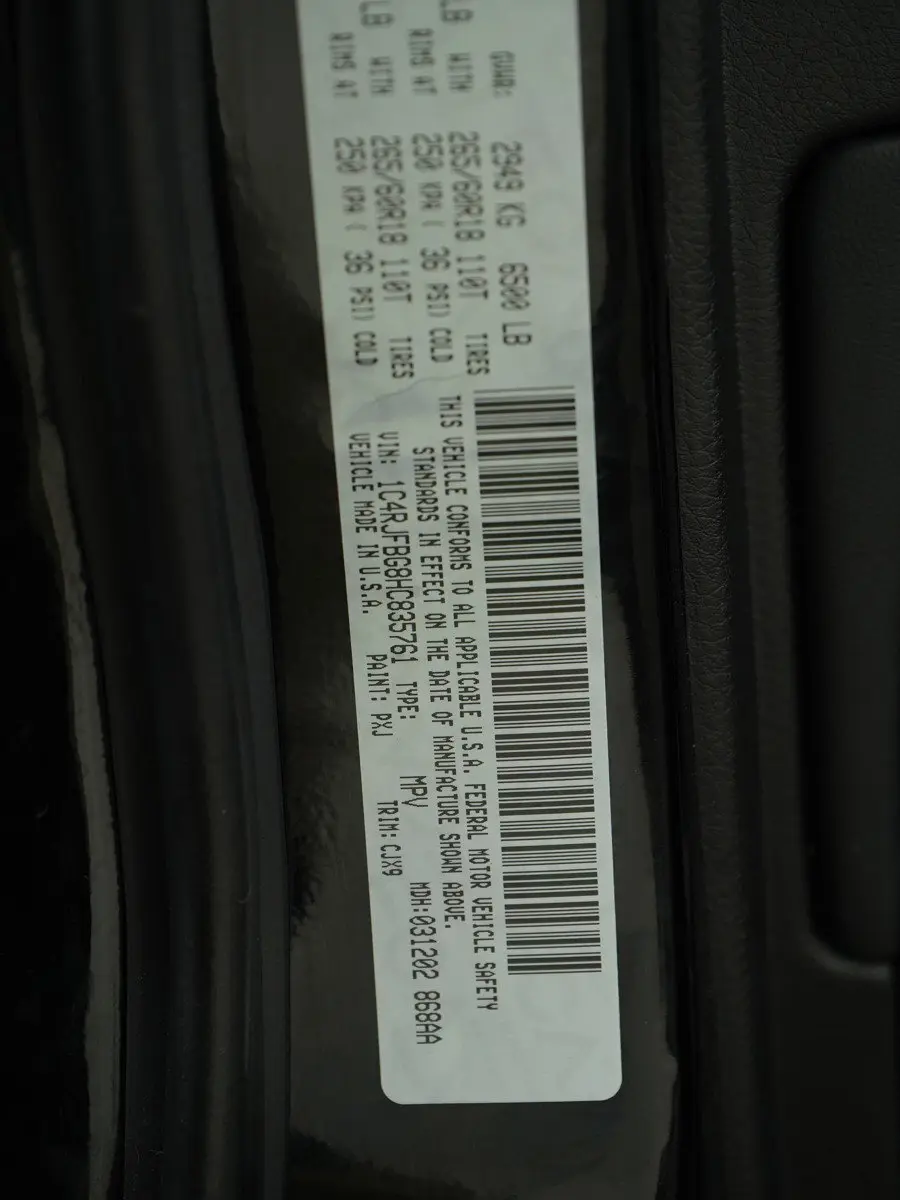 GVWR: 2949 KG 6500 LB
LB WITH 265/60R18 110T TIRES
RIMS AT 250 KPA ( 36 PSI) COLD
LB WITH 265/60R18 110T TIRES
RIMS AT 250 KPA ( 36 PSI) COLD
THIS VEHICLE CONFORMS TO ALL APPLICABLE U.S.A. FEDERAL MOTOR VEHICLE SAFETY
STANDARDS IN EFFECT ON THE DATE OF MANUFACTURE SHOWN ABOVE.
VIN: 1C4RJFBG8HC835761 TYPE: MPV MDH:031202 868AA
VEHICLE MADE IN U.S.A. PAINT: PXJ TRIM:CJX9